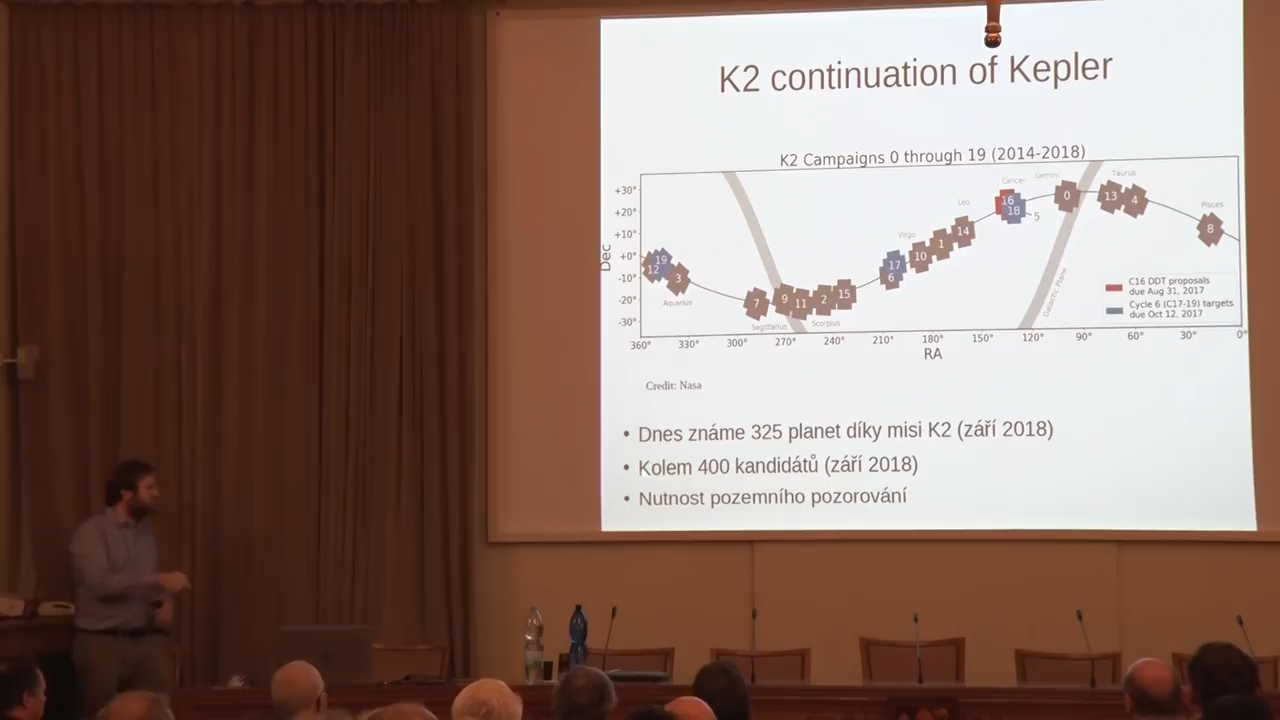 K2 continuation of Kepler
K2 Campaigns 0 through 19 (2014-2018)
Lancer Gemini Taurus
Leo Pisces
Virgo
Aquarius
Sagittarius Scorpius
Galactic Plane
Dec
+30°
+20°
+10°
+0°
-10°
-20°
-30°
19
12
3
7
9
11
2
15
17
6
10
1
14
16
18
5
0
13
4
8
C16 DDT proposals
due Aug 31, 2017
Cycle 6 (C17-19) targets
due Oct 12, 2017
360° 330° 300° 270° 240° 210° 180° 150° 120° 90° 60° 30° 0°
RA
Credit: Nasa
• Dnes známe 325 planet díky misi K2 (září 2018)
• Kolem 400 kandidátů (září 2018)
• Nutnost pozemního pozorování